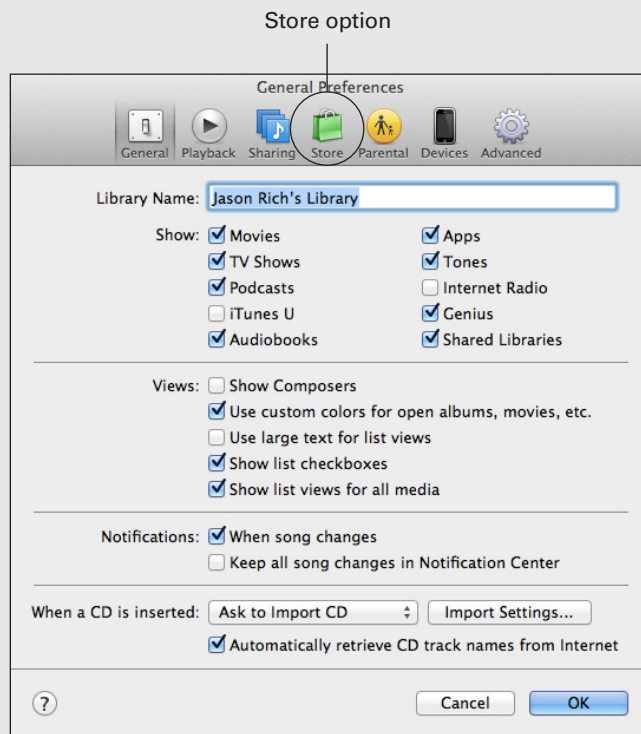 Store option
General Preferences
General Playback Sharing Store Parental Devices Advanced
Library Name: Jason Rich's Library
Show: Movies Apps
TV Shows Tones
Podcasts Internet Radio
iTunes U Genius
Audiobooks Shared Libraries
Views: Show Composers
Use custom colors for open albums, movies, etc.
Use large text for list views
Show list checkboxes
Show list views for all media
Notifications: When song changes
Keep all song changes in Notification Center
When a CD is inserted: Ask to Import CD Import Settings...
Automatically retrieve CD track names from Internet
? Cancel OK